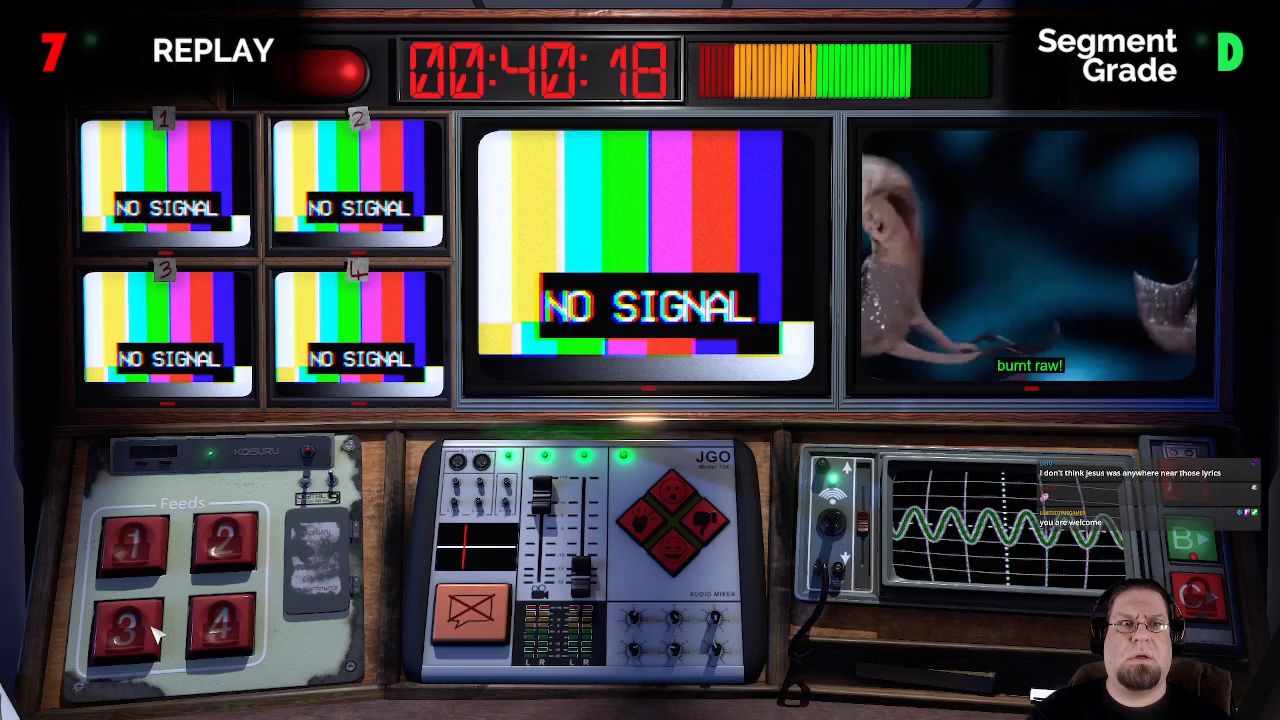 7
REPLAY
00:40:18
Segment
Grade
D
1
2
NO SIGNAL
NO SIGNAL
3
4
NO SIGNAL
NO SIGNAL
NO SIGNAL
burnt raw!
KOIGURU
Feeds
1
2
3
4
JGO
AUDIO MIXER
L R L R
I don't think jesus was anywhere near those lyrics
LIMITEDTIMEGAMER
you are welcome
B
C